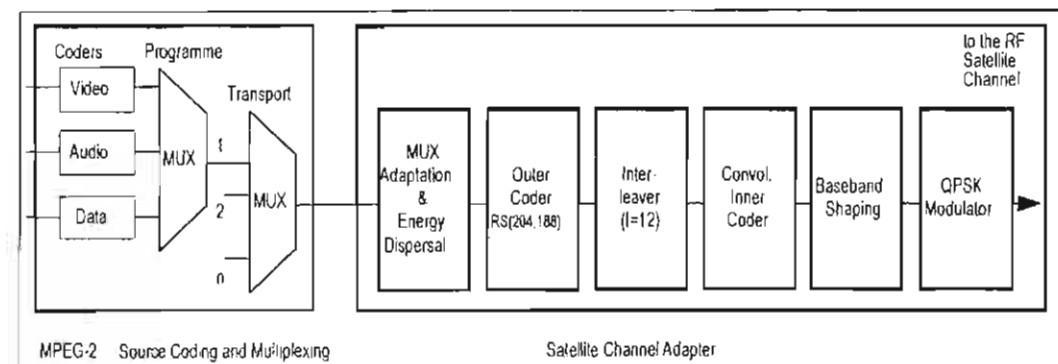 Coders
Programme
Video
Audio
Data
MUX
Transport
1
2
0
MUX
MUX
Adaptation
&
Energy
Dispersal
Outer
Coder
RS(204,188)
Inter-
leaver
(I=12)
Convol.
Inner
Coder
Baseband
Shaping
QPSK
Modulator
to the RF
Satellite
Channel
MPEG-2 Source Coding and Multiplexing
Satellite Channel Adapter